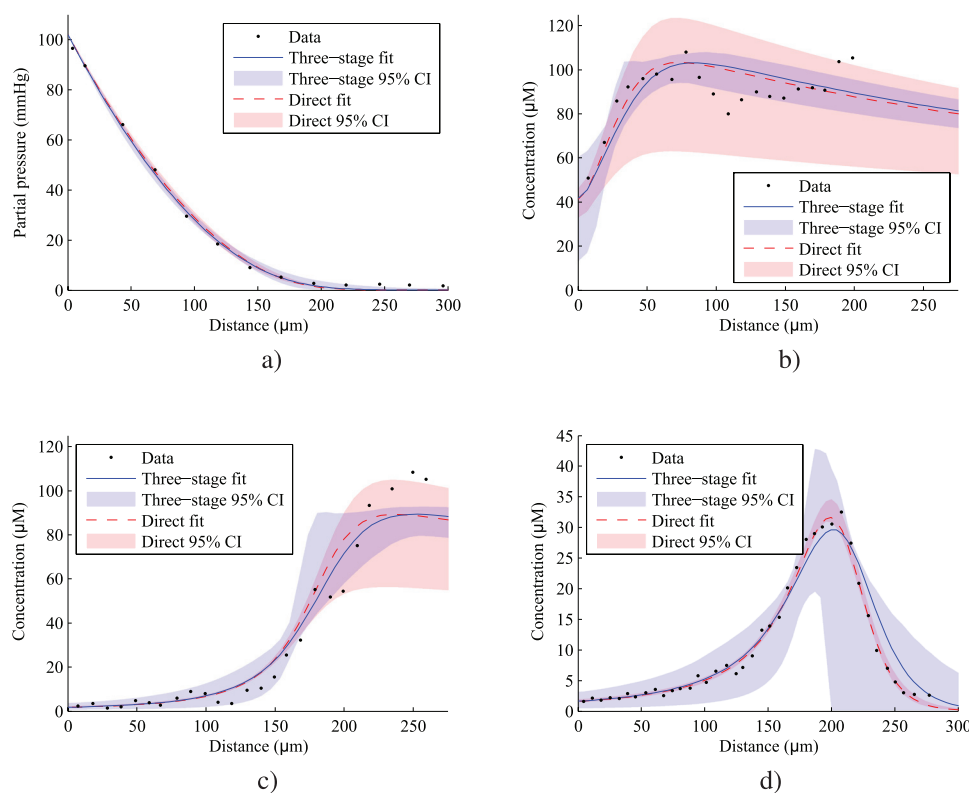 100
80
60
40
20
0
Partial pressure (mmHg)
0 50 100 150 200 250 300
Distance (µm)
Data
Three−stage fit
Three−stage 95% CI
Direct fit
Direct 95% CI
a)
120
100
80
60
40
20
0
Concentration (µM)
0 50 100 150 200 250
Distance (µm)
Data
Three−stage fit
Three−stage 95% CI
Direct fit
Direct 95% CI
b)
120
100
80
60
40
20
0
Concentration (µM)
0 50 100 150 200 250
Distance (µm)
Data
Three−stage fit
Three−stage 95% CI
Direct fit
Direct 95% CI
c)
45
40
35
30
25
20
15
10
5
0
Concentration (µM)
0 50 100 150 200 250 300
Distance (µm)
Data
Three−stage fit
Three−stage 95% CI
Direct fit
Direct 95% CI
d)